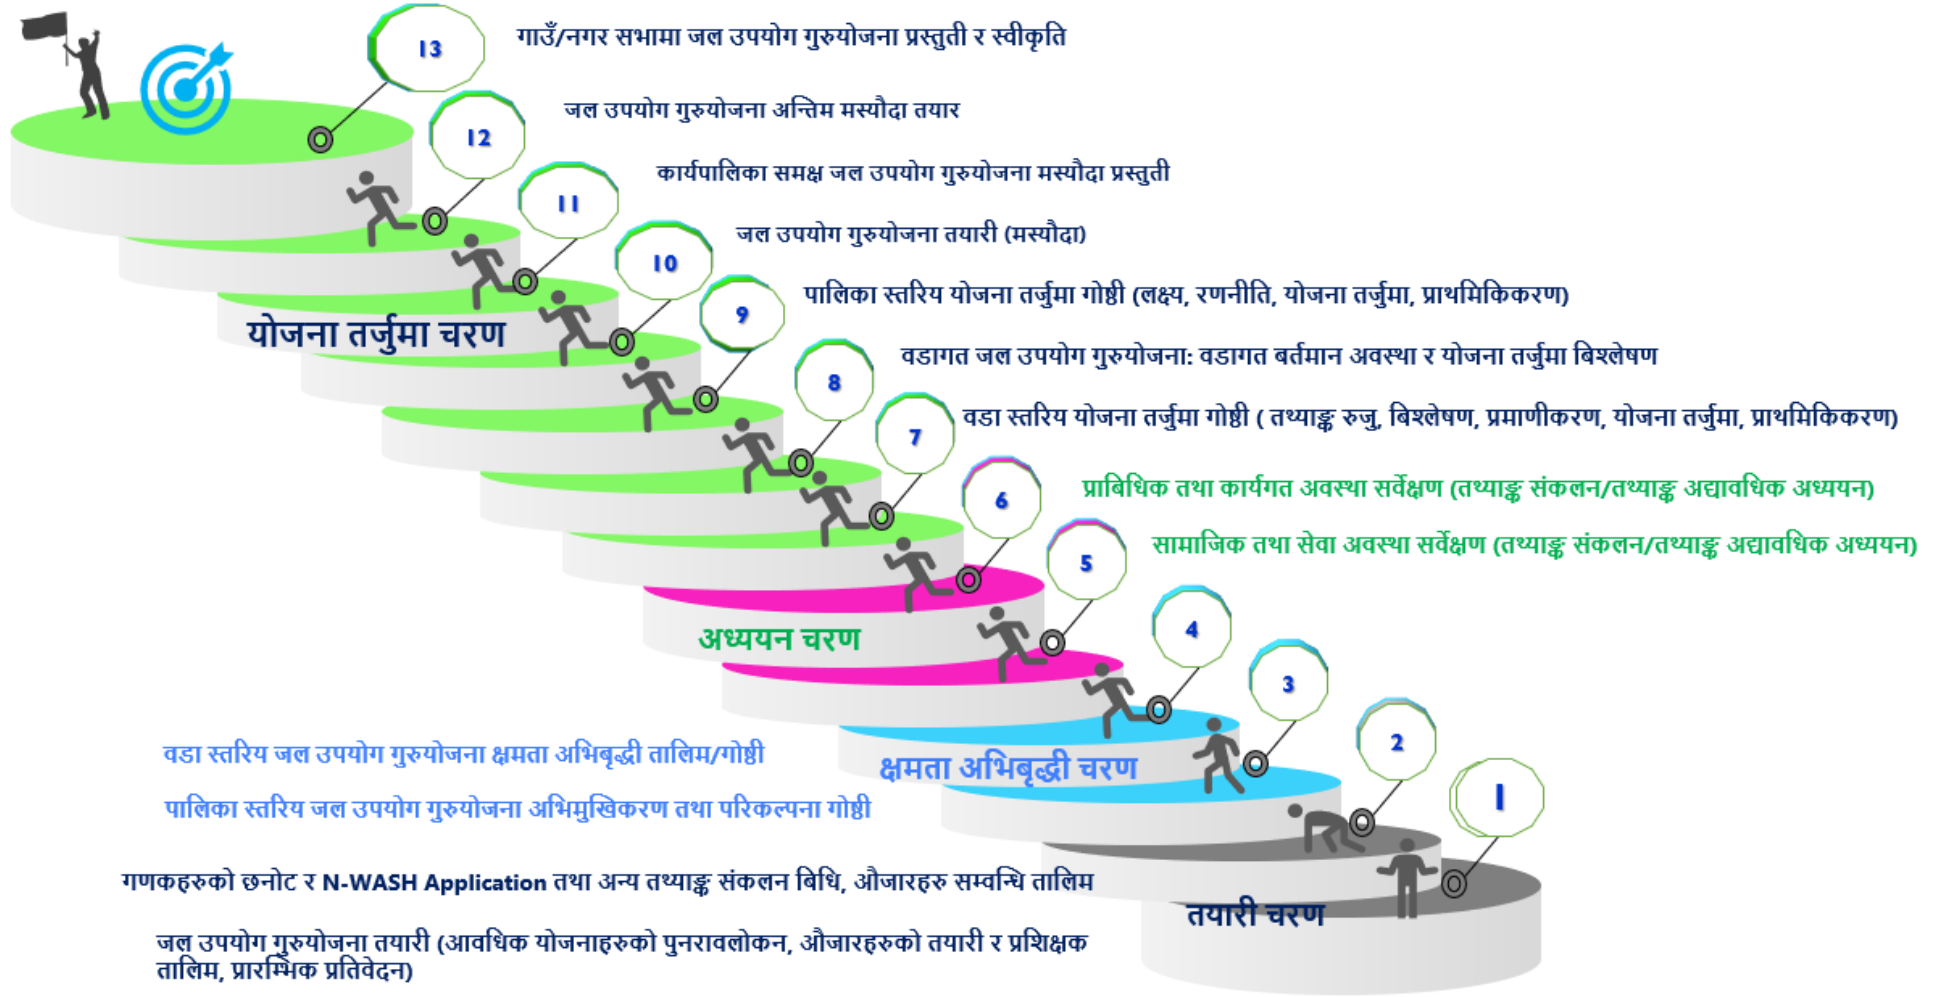 13
गाउँ/नगर सभामा जल उपयोग गुरुयोजना प्रस्तुती र स्वीकृति
12
जल उपयोग गुरुयोजना अन्तिम मस्यौदा तयार
11
कार्यपालिका समक्ष जल उपयोग गुरुयोजना मस्यौदा प्रस्तुती
10
जल उपयोग गुरुयोजना तयारी (मस्यौदा)
9
पालिका स्तरिय योजना तर्जुमा गोष्ठी (लक्ष्य, रणनीति, योजना तर्जुमा, प्राथमिकिकरण)
योजना तर्जुमा चरण
8
वडागत जल उपयोग गुरुयोजना: वडागत बर्तमान अवस्था र योजना तर्जुमा बिश्लेषण
7
वडा स्तरिय योजना तर्जुमा गोष्ठी ( तथ्याङ्क रुजु, बिश्लेषण, प्रमाणीकरण, योजना तर्जुमा, प्राथमिकिकरण)
6
प्राबिधिक तथा कार्यगत अवस्था सर्वेक्षण (तथ्याङ्क संकलन/तथ्याङ्क अद्यावधिक अध्ययन)
5
सामाजिक तथा सेवा अवस्था सर्वेक्षण (तथ्याङ्क संकलन/तथ्याङ्क अद्यावधिक अध्ययन)
अध्ययन चरण
4
3
2
1
वडा स्तरिय जल उपयोग गुरुयोजना क्षमता अभिबृद्धी तालिम/गोष्ठी
क्षमता अभिबृद्धी चरण
पालिका स्तरिय जल उपयोग गुरुयोजना अभिमुखिकरण तथा परिकल्पना गोष्ठी
गणकहरुको छनोट र N-WASH Application तथा अन्य तथ्याङ्क संकलन बिधि, औजारहरु सम्वन्धि तालिम
तयारी चरण
जल उपयोग गुरुयोजना तयारी (आवधिक योजनाहरुको पुनरावलोकन, औजारहरुको तयारी र प्रशिक्षक
तालिम, प्रारम्भिक प्रतिवेदन)